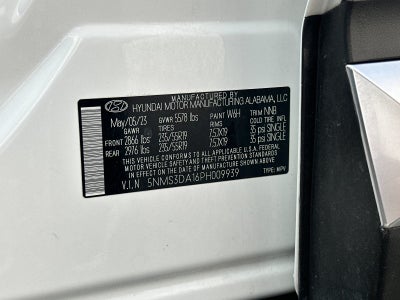 MANUFACTURED BY
HYUNDAI MOTOR MANUFACTURING ALABAMA, LLC
May/05/23 GVWR 5578 lbs PAINT W6H TRIM NNB
GAWR TIRES RIMS COLD TIRE INFL
FRONT 2866 lbs 235/55R19 7.5JX19 35 psi SINGLE
REAR 2976 lbs 235/55R19 7.5JX19 35 psi SINGLE
THIS VEHICLE CONFORMS TO ALL APPLICABLE U.S.A. FEDERAL
MOTOR VEHICLE SAFETY STANDARDS IN EFFECT ON THE
DATE OF MANUFACTURE SHOWN ABOVE.
V.I.N 5NMS3DA16PH009939 TYPE: MPV